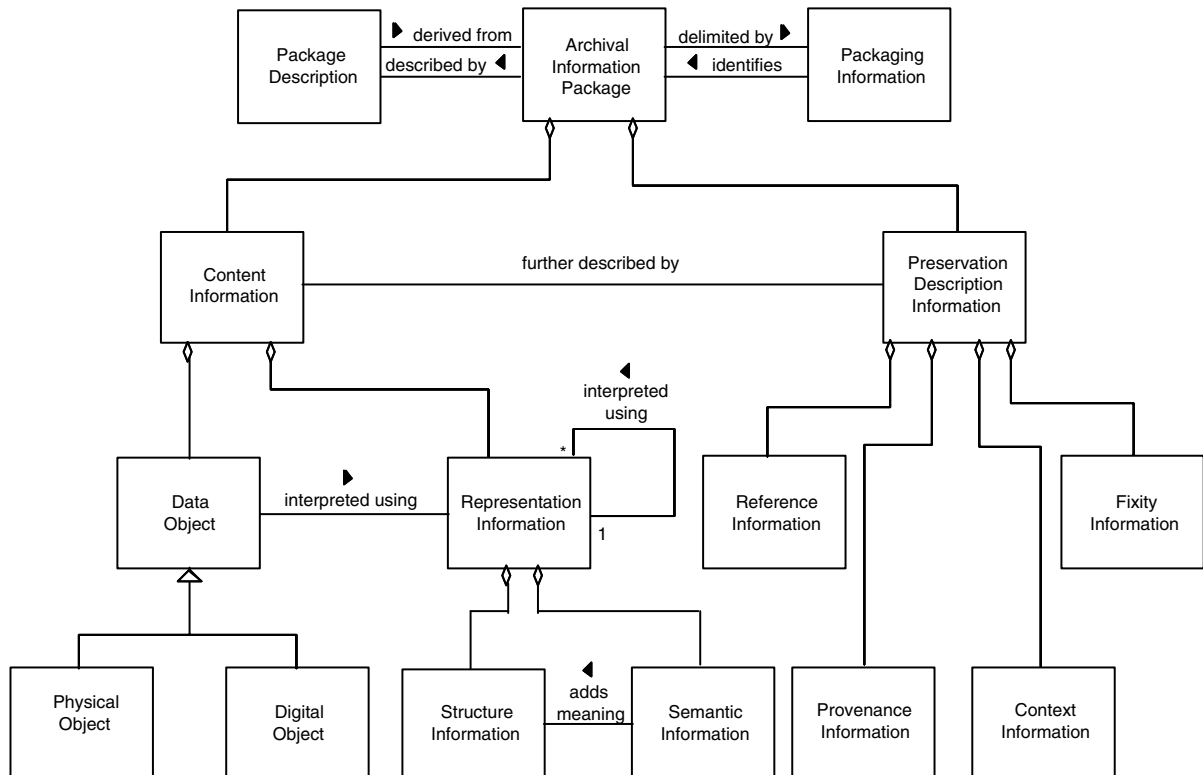 Package
Description
derived from
described by
Archival
Information
Package
delimited by
identifies
Packaging
Information
Content
Information
further described by
Preservation
Description
Information
interpreted
using
*
1
Data
Object
interpreted using
Representation
Information
Reference
Information
Fixity
Information
Physical
Object
Digital
Object
Structure
Information
adds
meaning
Semantic
Information
Provenance
Information
Context
Information